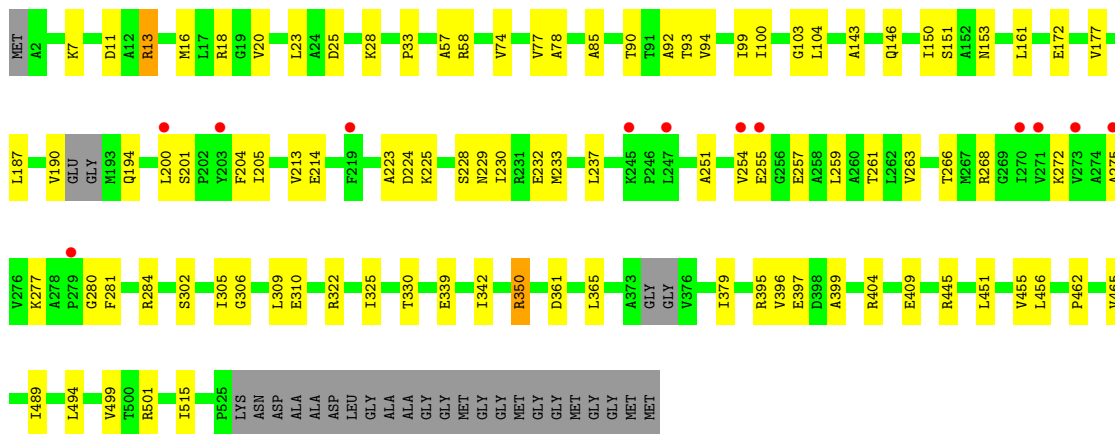 MET A2 K7 D11 A12 R13 M16 L17 R18 G19 V20 L23 A24 D25 K28 P33 A57 R58 V74 V77 A78 A85 T90 T91 A92 T93 V94 I99 I100 G103 L104 A143 Q146 I150 S151 A152 N153 L161 E172 V177
L187 V190 GLU GLY M193 Q194 L200 S201 P202 Y203 F204 I205 V213 E214 F219 A223 D224 K225 S228 N229 I230 R231 E232 M233 L237 K245 P246 L247 A251 V254 E255 G256 E257 A258 L259 A260 T261 L262 V263 T266 M267 R268 G269 I270 V271 K272 V273 A274 A275
V276 K277 A278 P279 G280 F281 R284 S302 I305 G306 L309 E310 R322 I325 T330 E339 I342 R350 D361 L365 A373 GLY GLY V376 I379 R395 V396 E397 D398 A399 R404 E409 R445 L451 V455 L456 P462
I489 L494 V499 T500 R501 I515 P525 LYS ASN ASP ALA ALA ASP LEU GLY ALA ALA GLY GLY MET GLY GLY MET GLY GLY MET GLY GLY MET MET